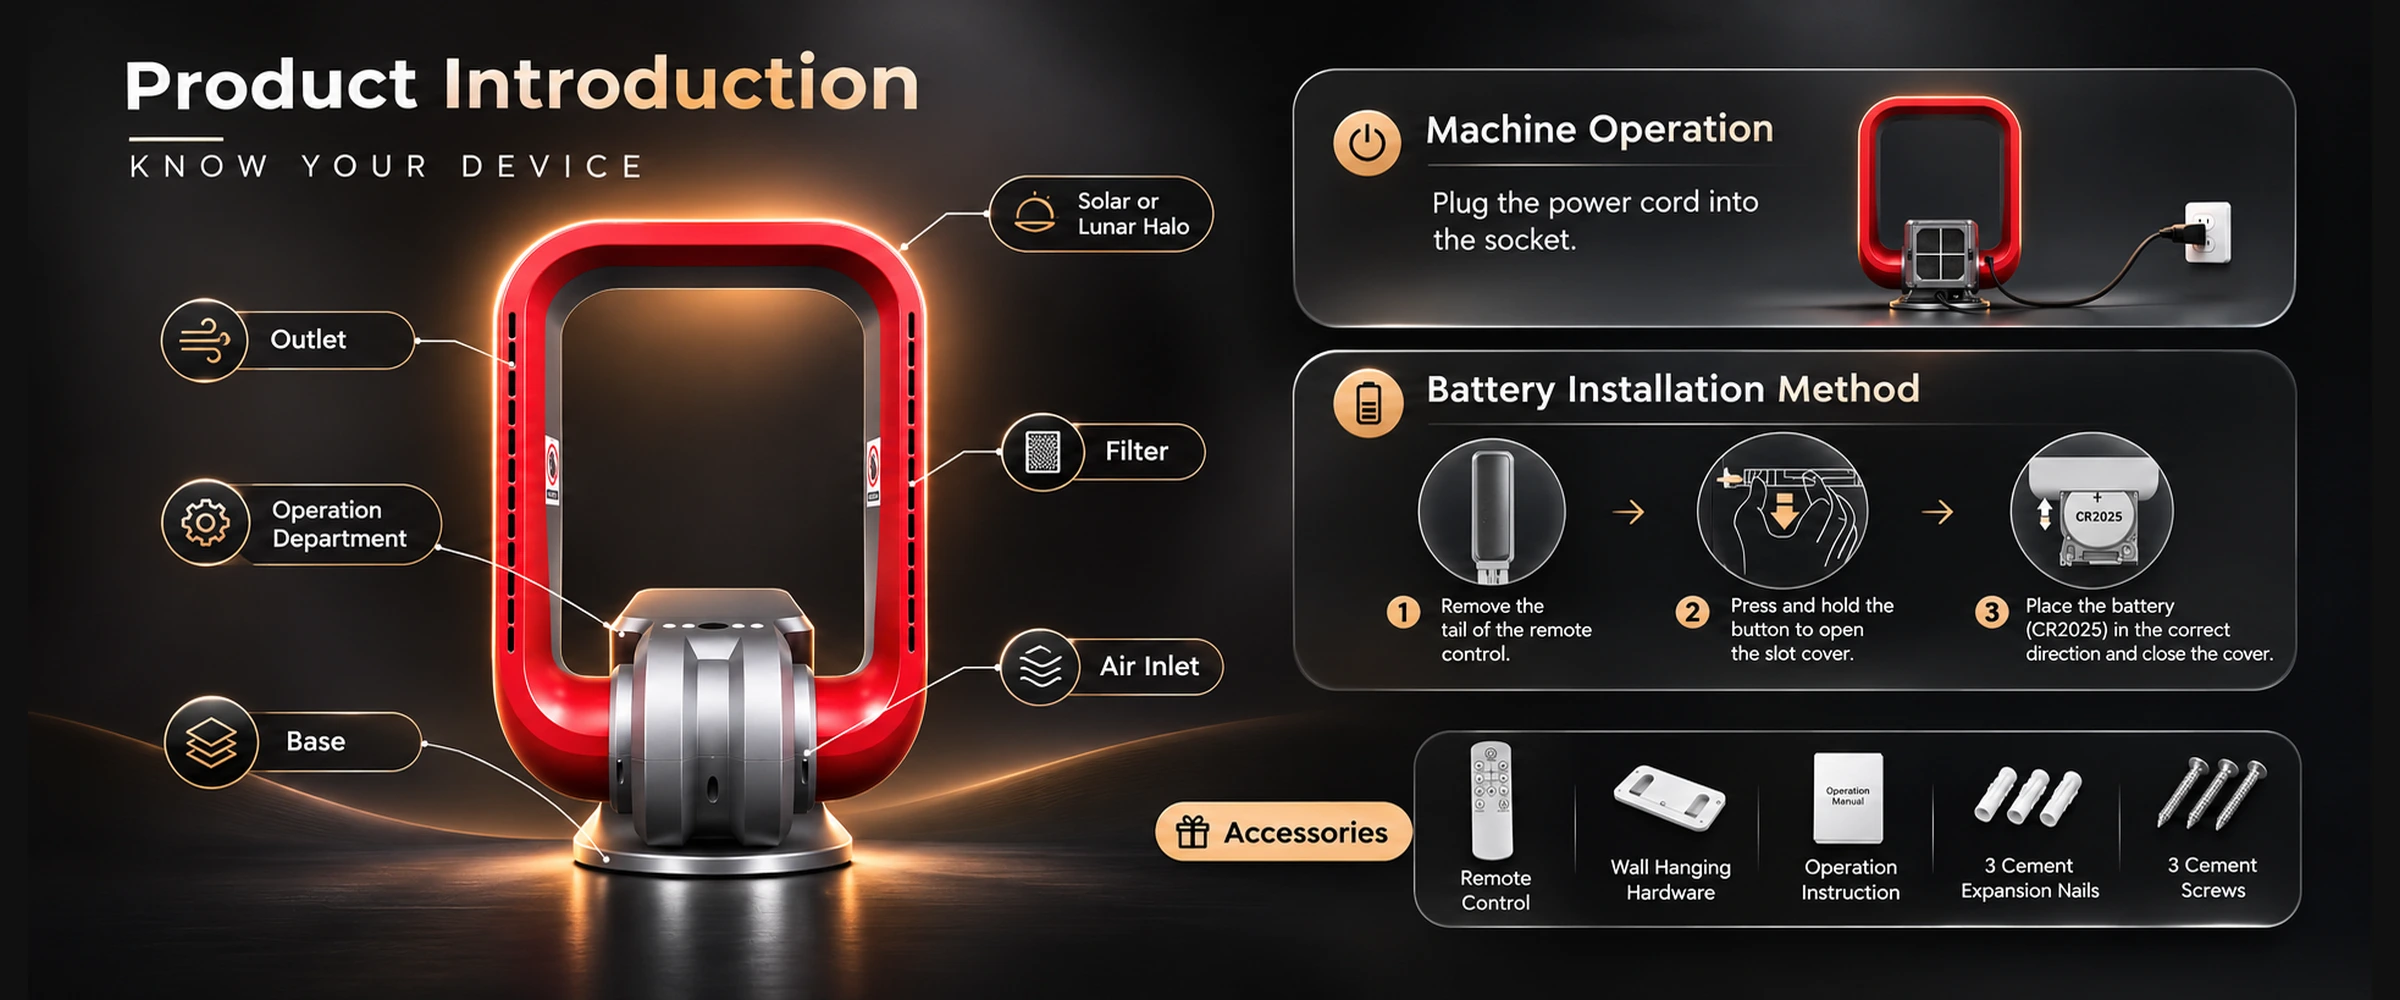 Product Introduction
KNOW YOUR DEVICE
Solar or
Lunar Halo
Outlet
Filter
Operation
Department
Air Inlet
Base
Machine Operation
Plug the power cord into
the socket.
Battery Installation Method
CR2025
1
Remove the
tail of the remote
control.
2
Press and hold the
button to open
the slot cover.
3
Place the battery
(CR2025) in the correct
direction and close the cover.
Accessories
Remote
Control
Wall Hanging
Hardware
Operation
Manual
Operation
Instruction
3 Cement
Expansion Nails
3 Cement
Screws